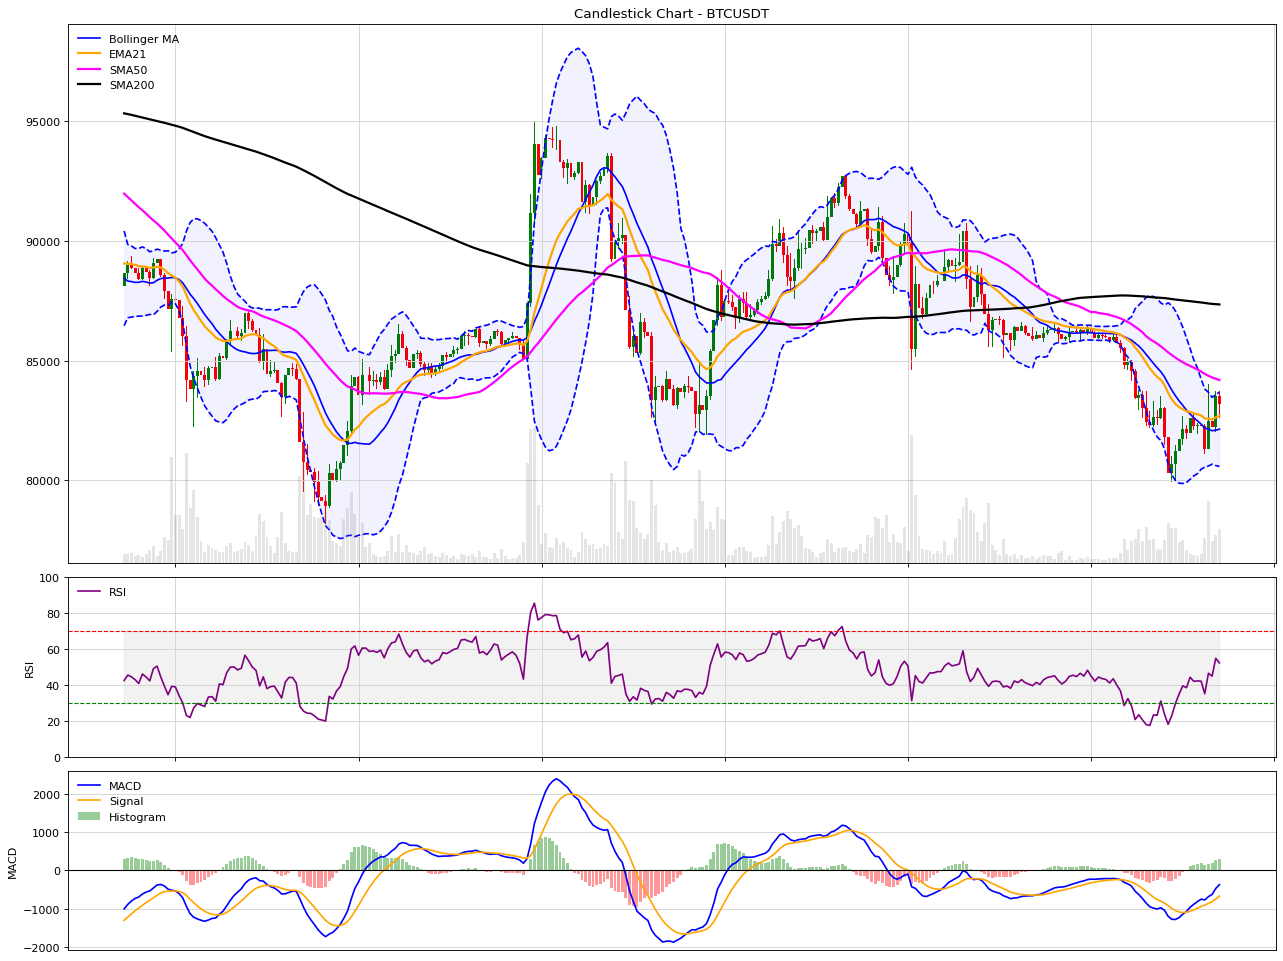 Candlestick Chart - BTCUSDT
Bollinger MA
EMA21
SMA50
SMA200
95000
90000
85000
80000
RSI
100
80
60
40
20
0
RSI
MACD
Signal
Histogram
2000
1000
0
−1000
−2000
MACD